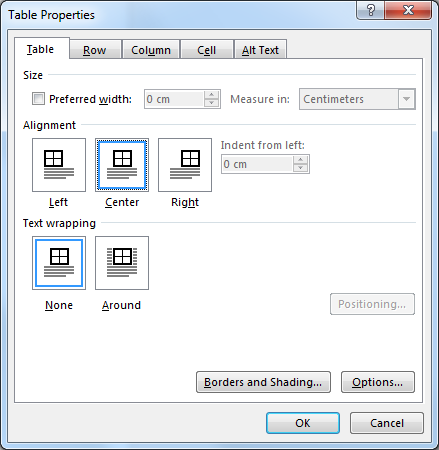 Table Properties
Table Row Column Cell Alt Text
Size
Preferred width: 0 cm Measure in: Centimeters
Alignment
Indent from left:
0 cm
Left Center Right
Text wrapping
None Around
Positioning...
Borders and Shading... Options...
OK Cancel